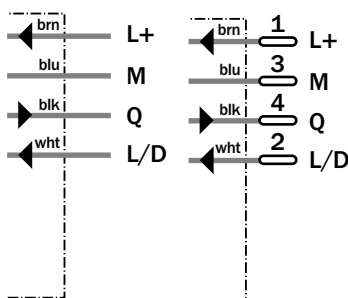 brn L+
blu M
blk Q
wht L/D
brn 1 L+
blu 3 M
blk 4 Q
wht 2 L/D